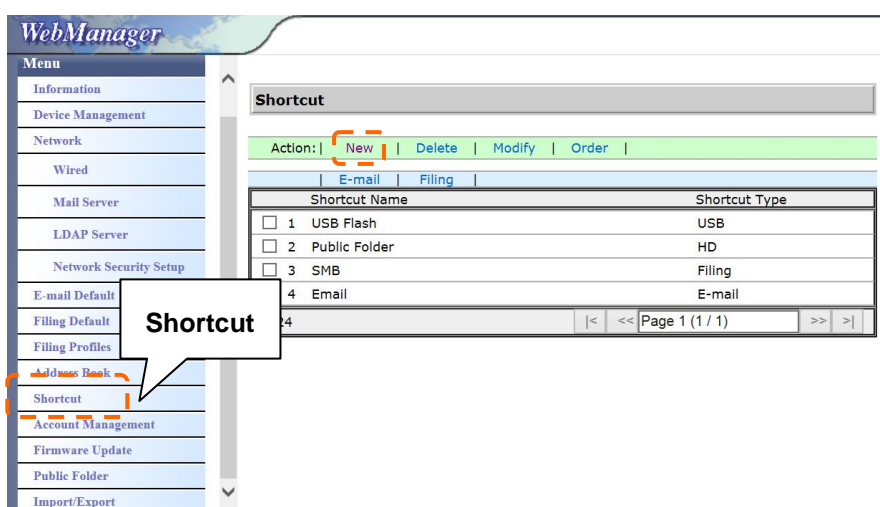 WebManager
Menu
Information
Device Management
Network
Wired
Mail Server
LDAP Server
Network Security Setup
E-mail Default
Filing Default
Filing Profiles
Address Book
Shortcut
Account Management
Firmware Update
Public Folder
Import/Export
Shortcut
Shortcut
Action:| New | Delete | Modify | Order |
| E-mail | Filing |
Shortcut Name Shortcut Type
1 USB Flash USB
2 Public Folder HD
3 SMB Filing
4 Email E-mail
|< << Page 1 (1 / 1) >> >|